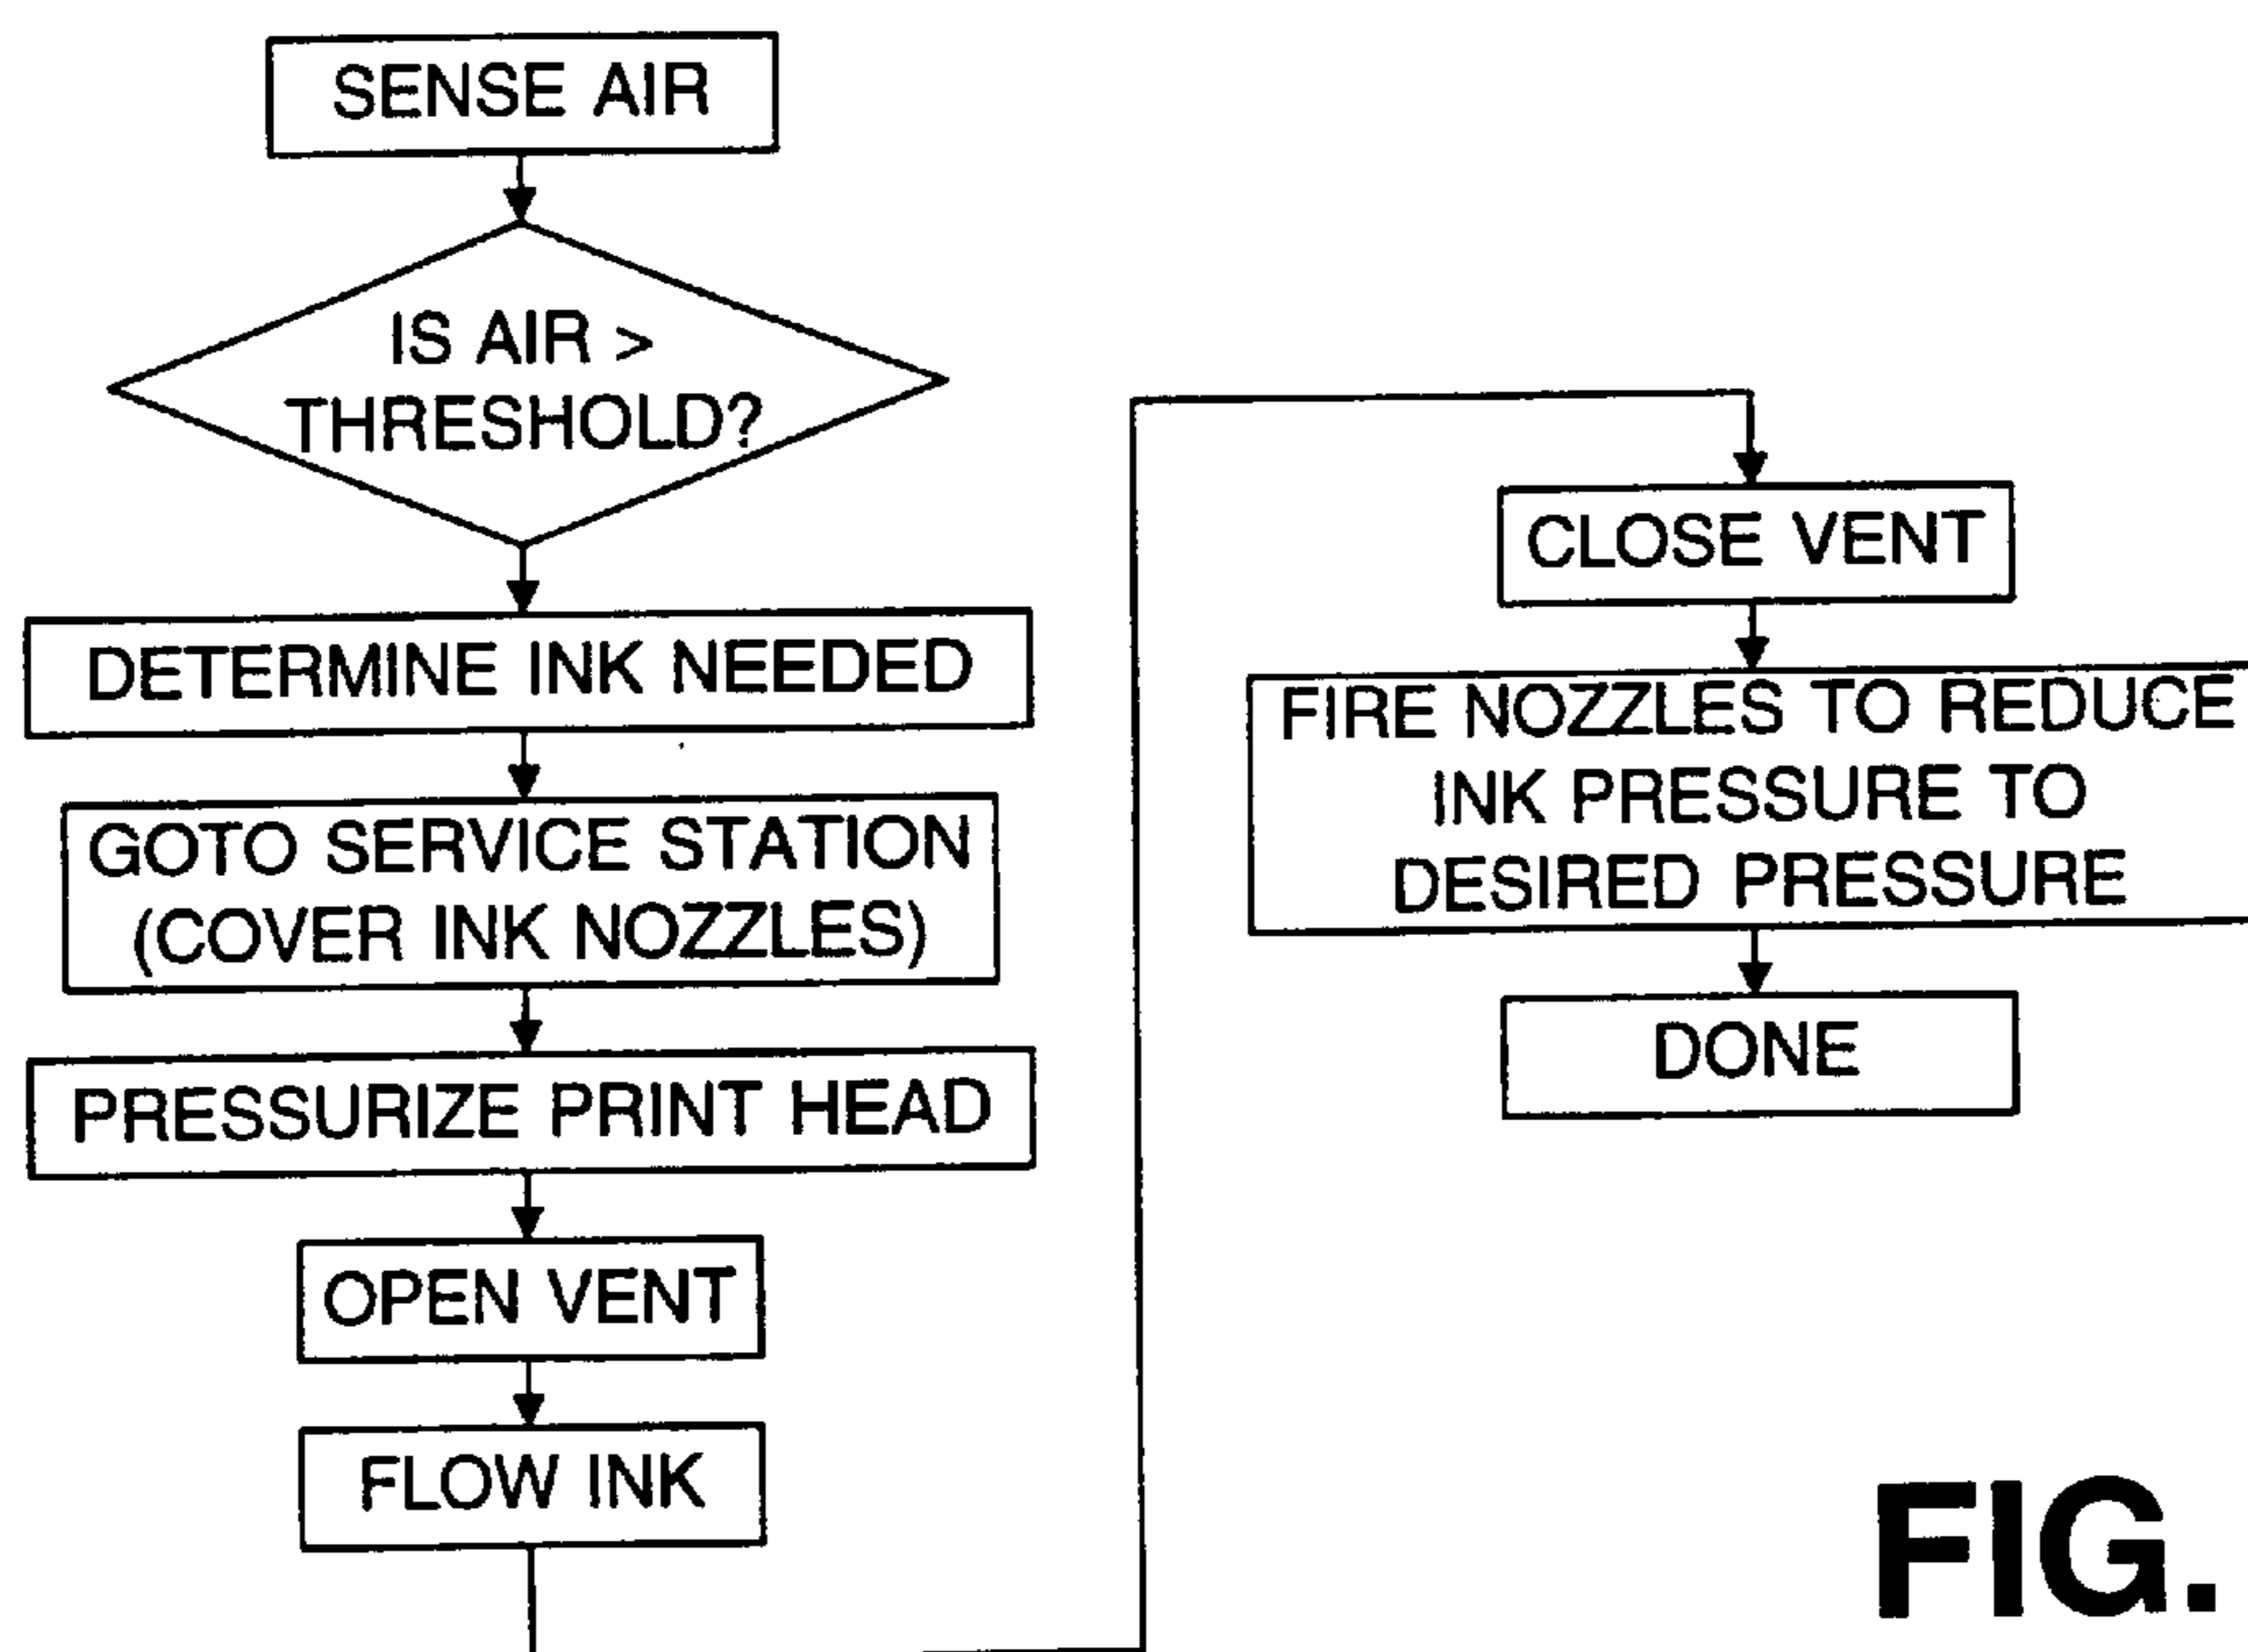 SENSE AIR
IS AIR >
THRESHOLD?
DETERMINE INK NEEDED
GOTO SERVICE STATION
(COVER INK NOZZLES)
PRESSURIZE PRINT HEAD
OPEN VENT
FLOW INK
CLOSE VENT
FIRE NOZZLES TO REDUCE
INK PRESSURE TO
DESIRED PRESSURE
DONE
FIG.